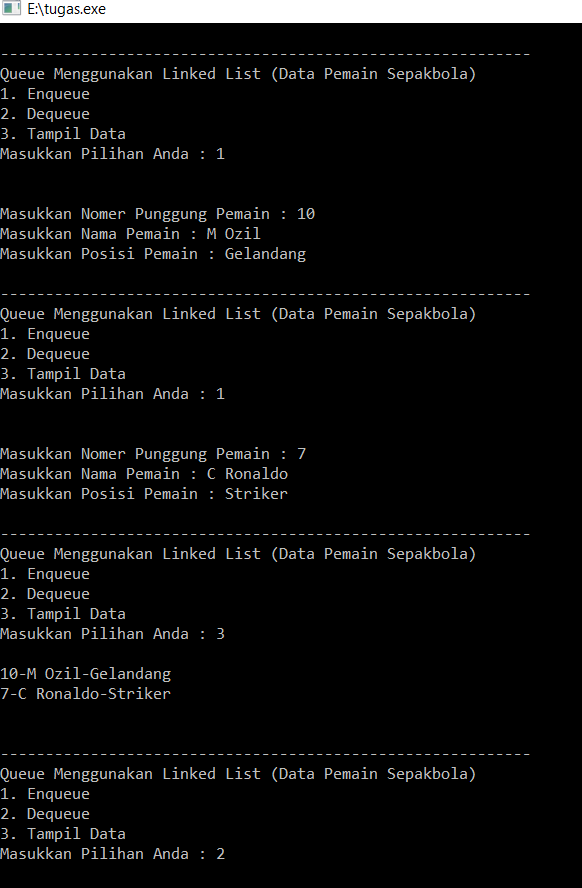 E:\tugas.exe
-----------------------------------------------------------
Queue Menggunakan Linked List (Data Pemain Sepakbola)
1. Enqueue
2. Dequeue
3. Tampil Data
Masukkan Pilihan Anda : 1
Masukkan Nomer Punggung Pemain : 10
Masukkan Nama Pemain : M Ozil
Masukkan Posisi Pemain : Gelandang
-----------------------------------------------------------
Queue Menggunakan Linked List (Data Pemain Sepakbola)
1. Enqueue
2. Dequeue
3. Tampil Data
Masukkan Pilihan Anda : 1
Masukkan Nomer Punggung Pemain : 7
Masukkan Nama Pemain : C Ronaldo
Masukkan Posisi Pemain : Striker
-----------------------------------------------------------
Queue Menggunakan Linked List (Data Pemain Sepakbola)
1. Enqueue
2. Dequeue
3. Tampil Data
Masukkan Pilihan Anda : 3
10-M Ozil-Gelandang
7-C Ronaldo-Striker
-----------------------------------------------------------
Queue Menggunakan Linked List (Data Pemain Sepakbola)
1. Enqueue
2. Dequeue
3. Tampil Data
Masukkan Pilihan Anda : 2